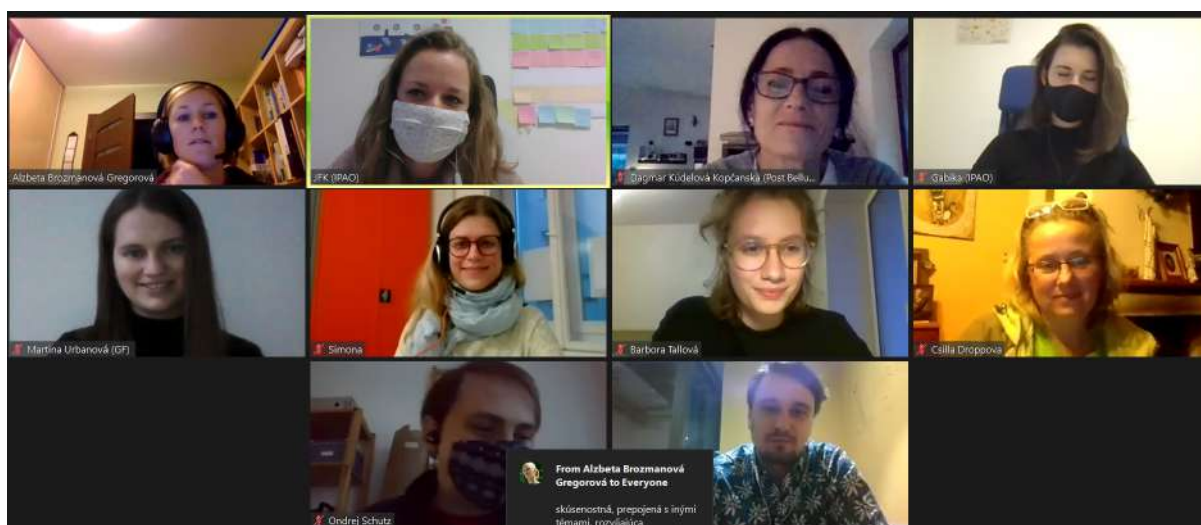 Alzbeta Brozmanová Gregorová
JFK (IPAO)
Dagmar Kúdelová Kopčanská (Post Bellu...
Gabika (IPAO)
Martina Urbanová (GF)
Simona
Barbora Tallová
Csilla Droppova
Ondrej Schutz
From Alzbeta Brozmanová
Gregorová to Everyone
skúsenostná, prepojená s inými
témami, rozvíjajúca